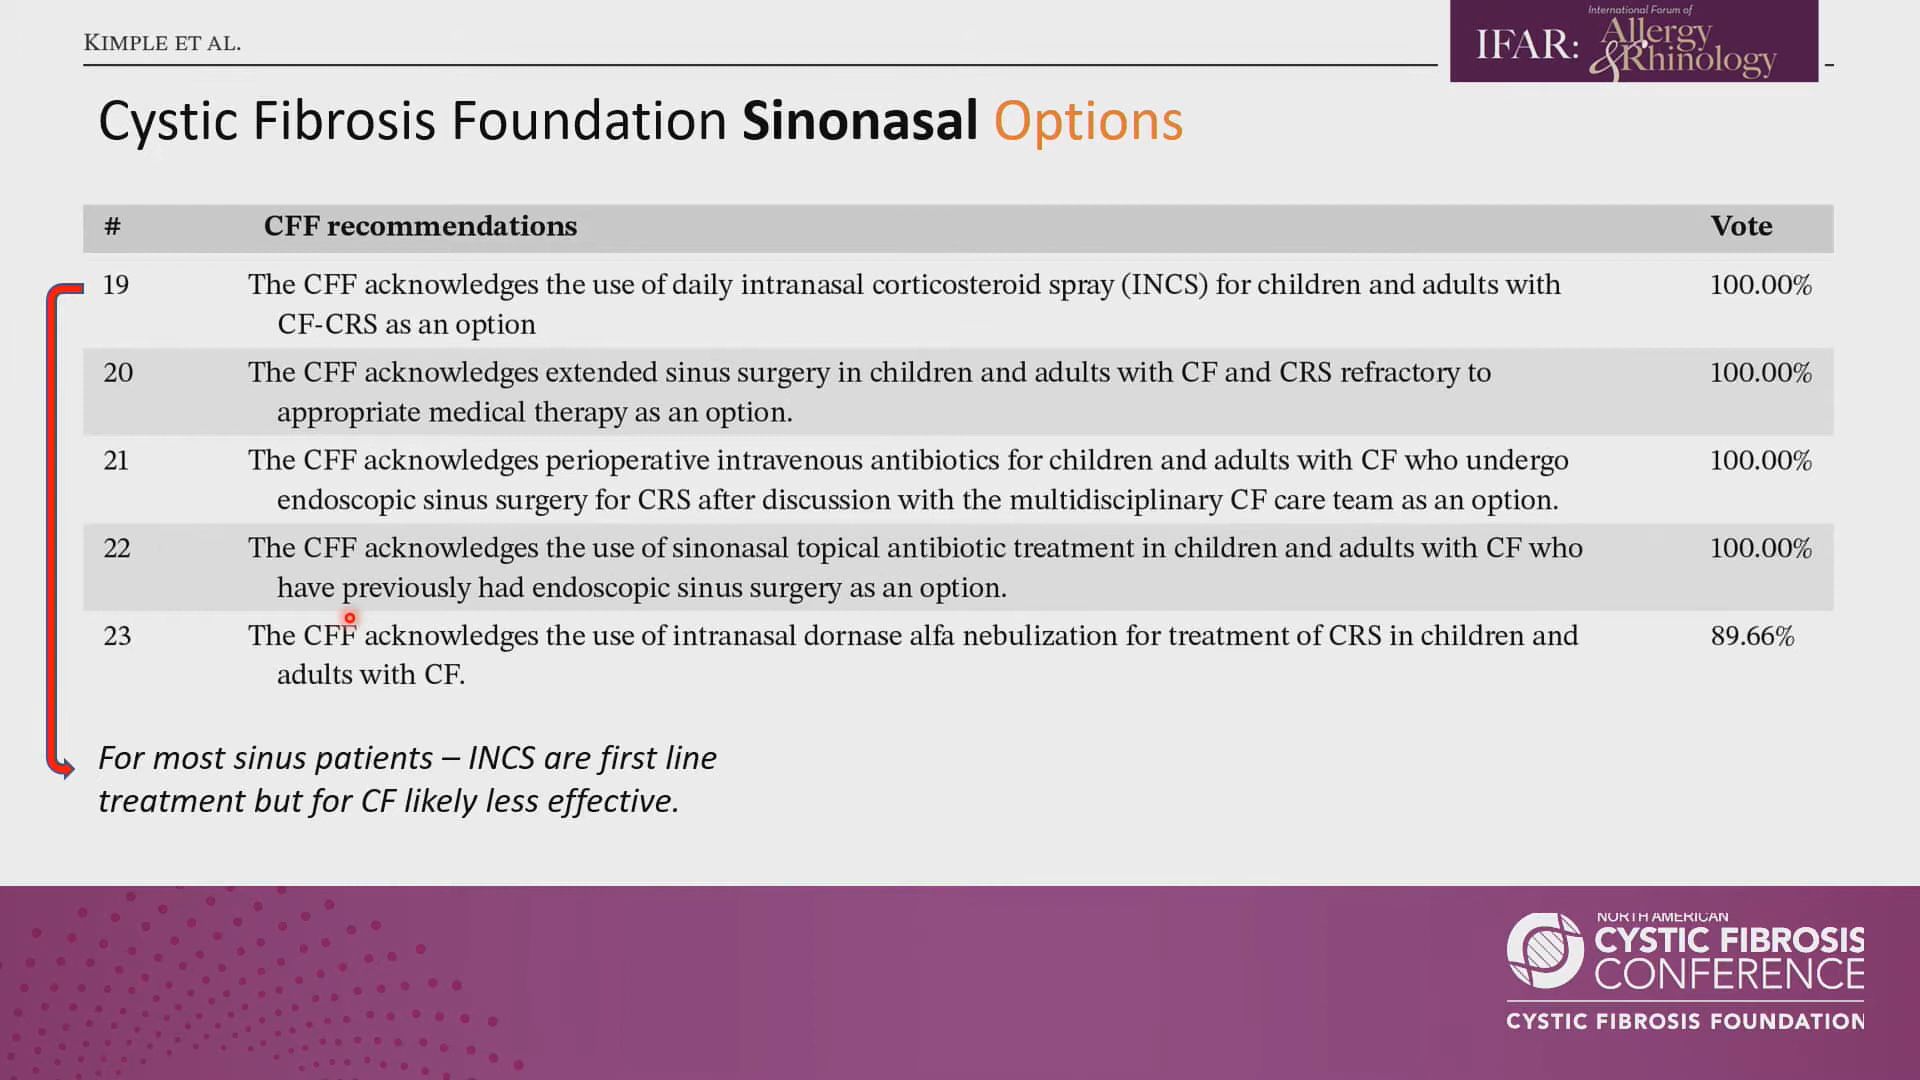 KIMPLE ET AL.
IFAR: International Forum of Allergy & Rhinology
Cystic Fibrosis Foundation Sinonasal Options
# CFF recommendations Vote
19 The CFF acknowledges the use of daily intranasal corticosteroid spray (INCS) for children and adults with 100.00%
CF-CRS as an option
20 The CFF acknowledges extended sinus surgery in children and adults with CF and CRS refractory to 100.00%
appropriate medical therapy as an option.
21 The CFF acknowledges perioperative intravenous antibiotics for children and adults with CF who undergo 100.00%
endoscopic sinus surgery for CRS after discussion with the multidisciplinary CF care team as an option.
22 The CFF acknowledges the use of sinonasal topical antibiotic treatment in children and adults with CF who 100.00%
have previously had endoscopic sinus surgery as an option.
23 The CFF acknowledges the use of intranasal dornase alfa nebulization for treatment of CRS in children and 89.66%
adults with CF.
For most sinus patients – INCS are first line
treatment but for CF likely less effective.
NORTH AMERICAN
CYSTIC FIBROSIS
CONFERENCE
CYSTIC FIBROSIS FOUNDATION